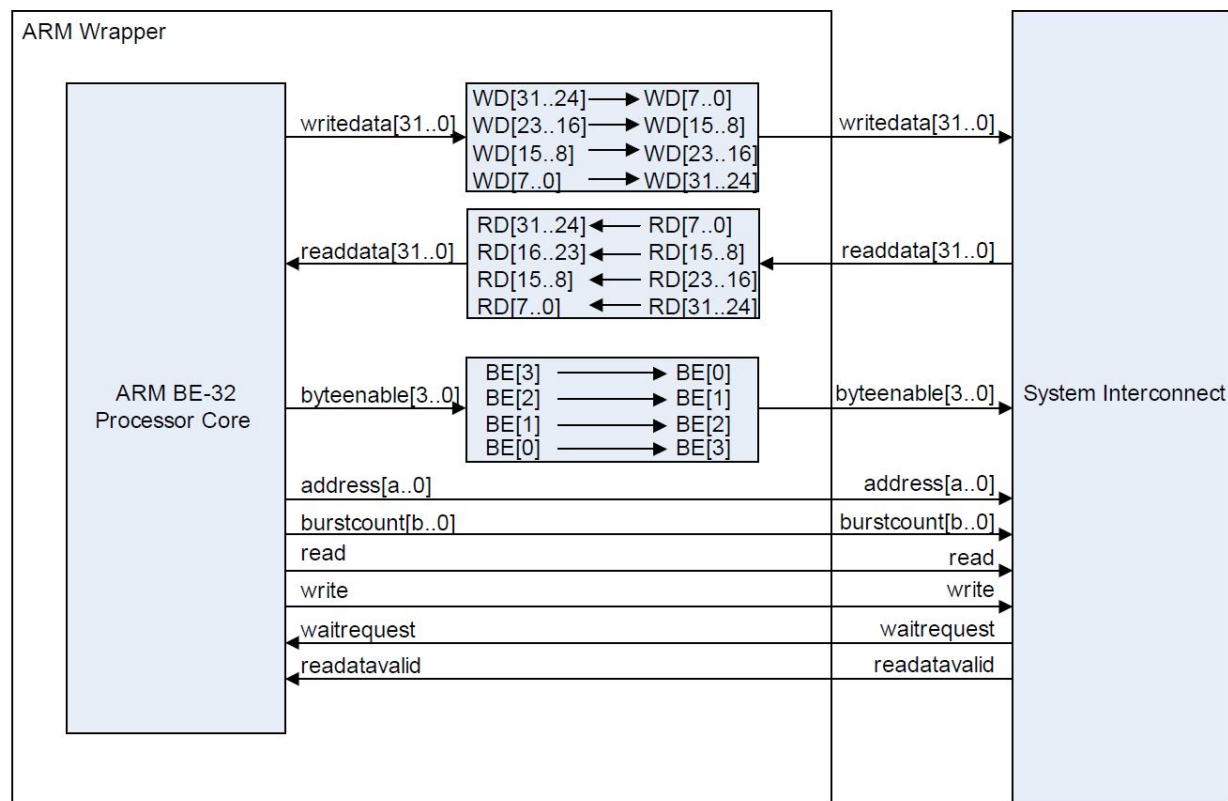 ARM Wrapper
WD[31..24] WD[7..0]
writedata[31..0] WD[23..16] WD[15..8] writedata[31..0]
WD[15..8] WD[23..16]
WD[7..0] WD[31..24]
RD[31..24] RD[7..0]
readdata[31..0] RD[16..23] RD[15..8] readdata[31..0]
RD[15..8] RD[23..16]
RD[7..0] RD[31..24]
BE[3] BE[0]
ARM BE-32
Processor Core
byteenable[3..0] BE[2] BE[1] byteenable[3..0]
System Interconnect
BE[1] BE[2]
BE[0] BE[3]
address[a..0] address[a..0]
burstcount[b..0] burstcount[b..0]
read read
write write
waitrequest waitrequest
readatavalid readatavalid